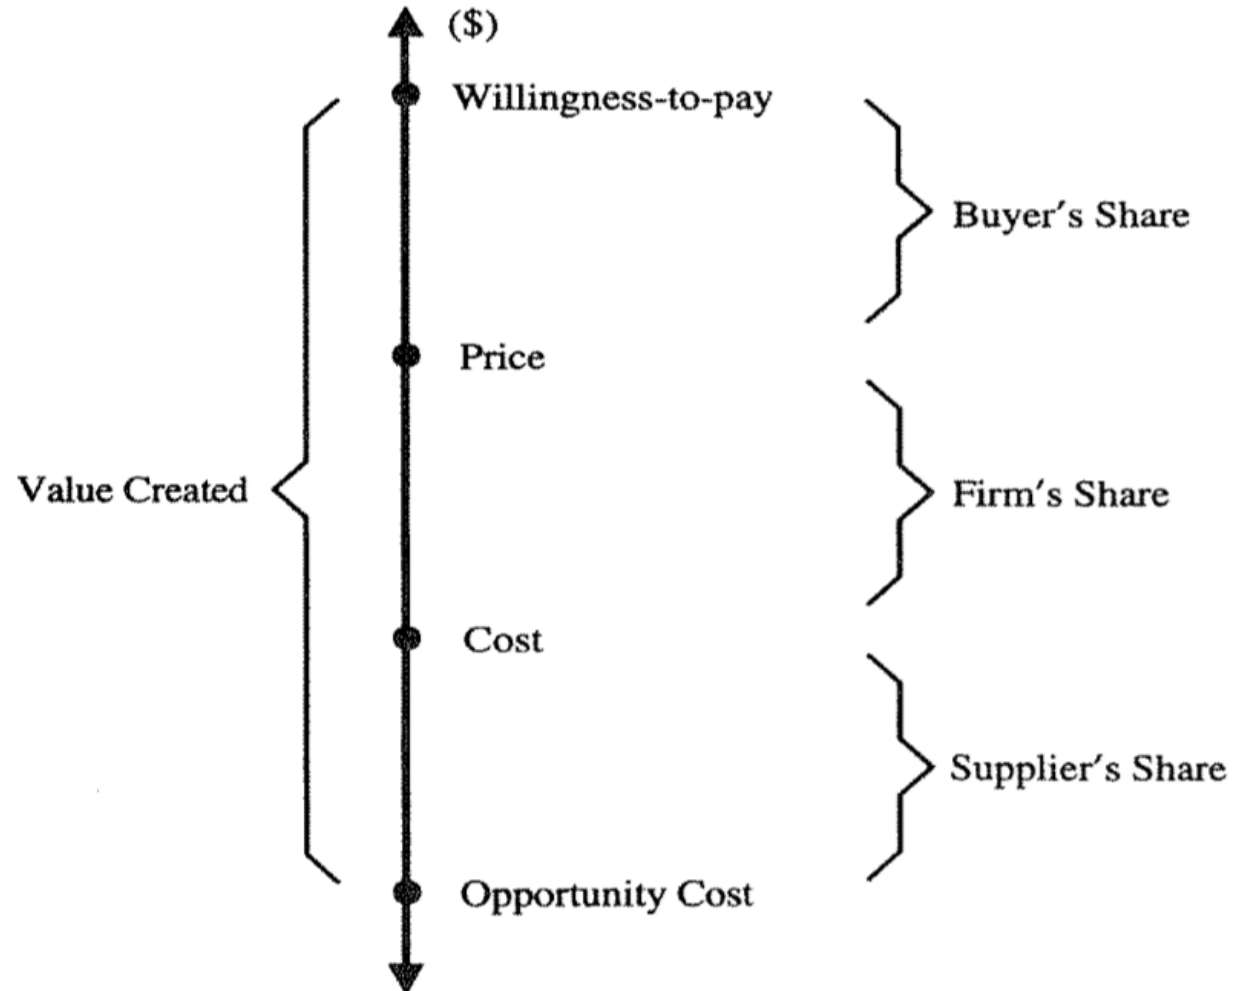 ($)
Willingness-to-pay
Buyer's Share
Price
Value Created
Firm's Share
Cost
Supplier's Share
Opportunity Cost